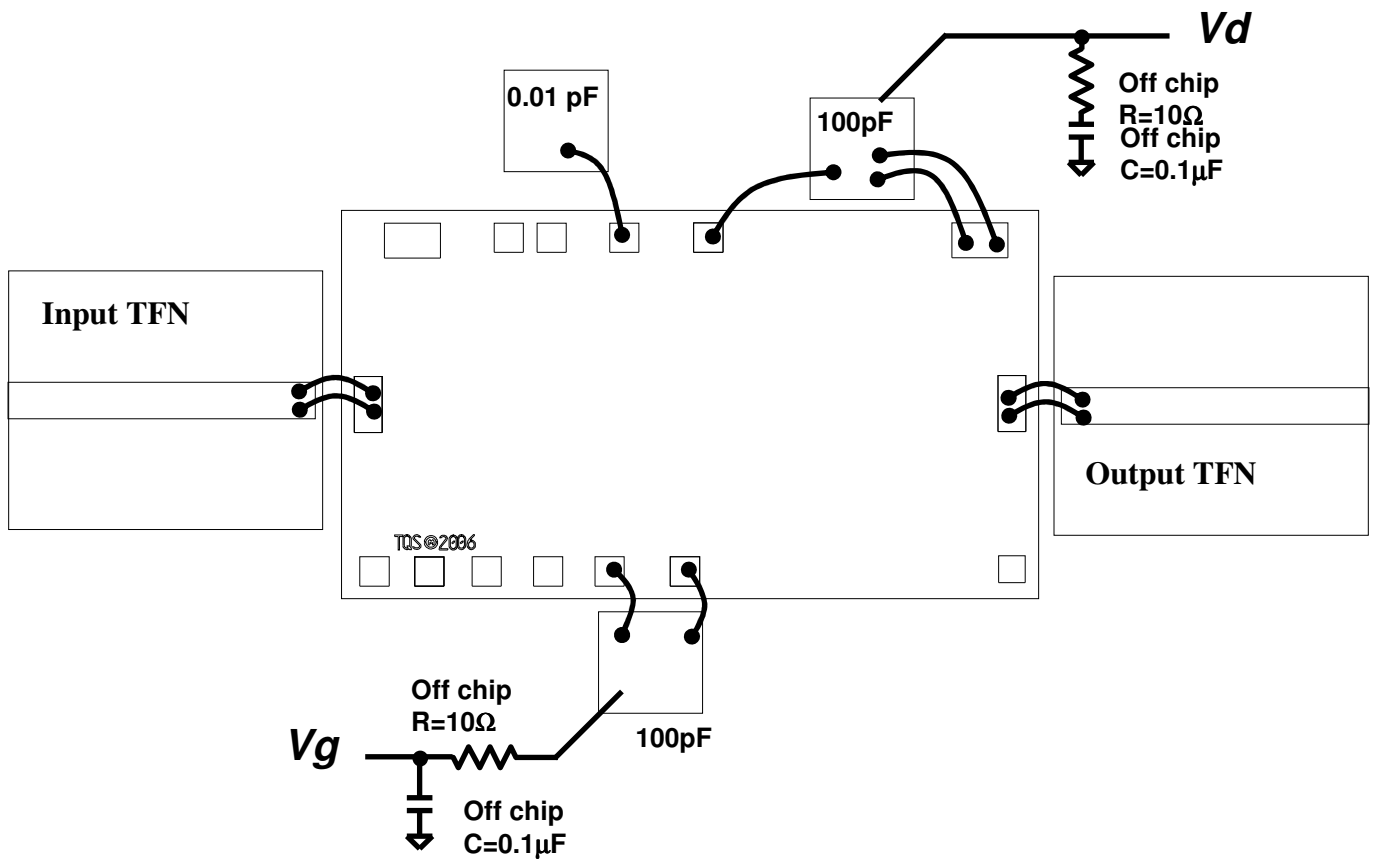 Vd
Off chip
R=10Ω
Off chip
C=0.1μF
0.01 pF
100pF
Input TFN
Output TFN
TQS©2006
Off chip
R=10Ω
100pF
Vg
Off chip
C=0.1μF